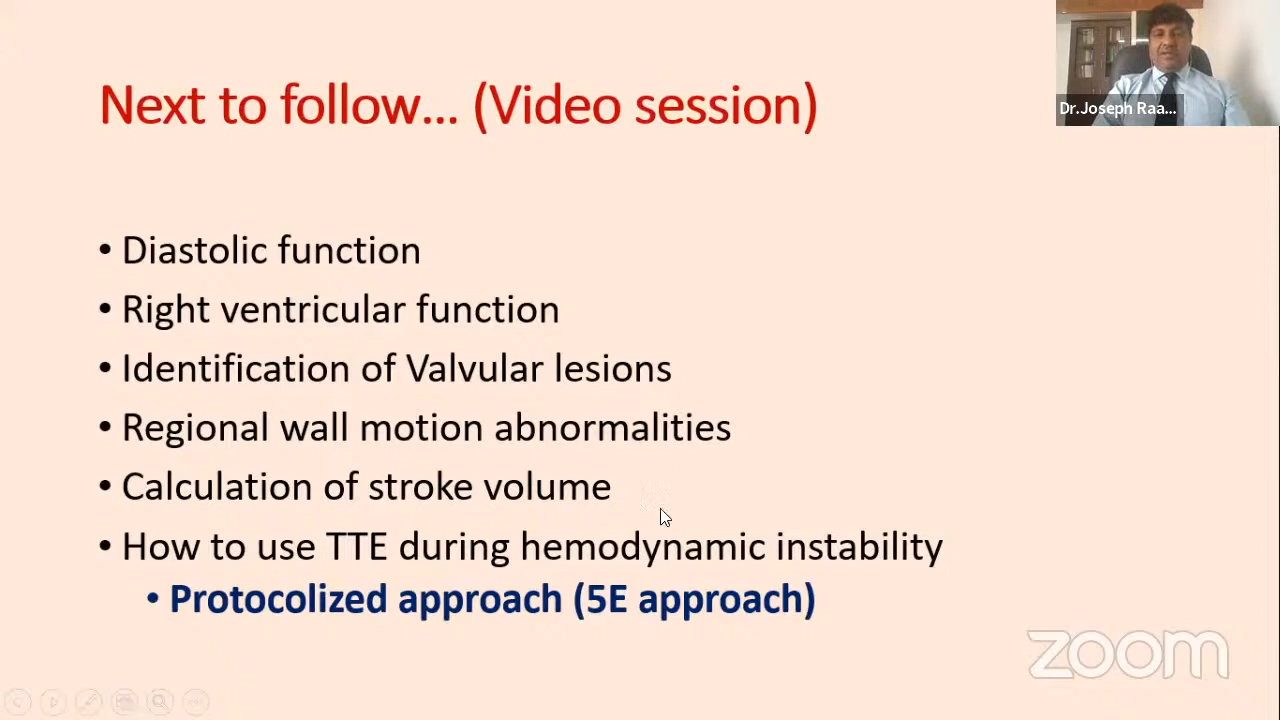 Next to follow... (Video session)
Dr.Joseph Raa...
• Diastolic function
• Right ventricular function
• Identification of Valvular lesions
• Regional wall motion abnormalities
• Calculation of stroke volume
• How to use TTE during hemodynamic instability
• Protocolized approach (5E approach)
zoom